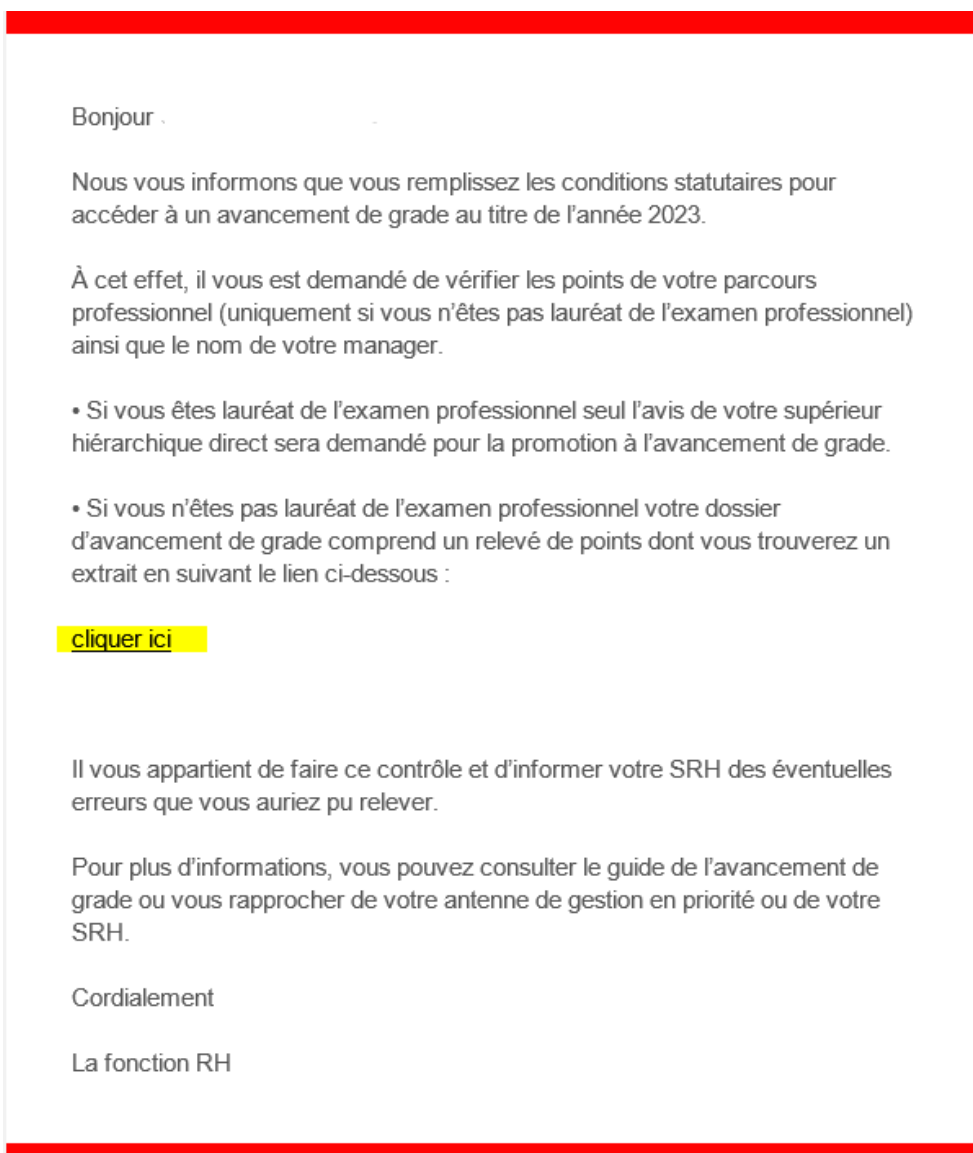 Bonjour
Nous vous informons que vous remplissez les conditions statutaires pour
accéder à un avancement de grade au titre de l’année 2023.
À cet effet, il vous est demandé de vérifier les points de votre parcours
professionnel (uniquement si vous n’êtes pas lauréat de l’examen professionnel)
ainsi que le nom de votre manager.
• Si vous êtes lauréat de l’examen professionnel seul l’avis de votre supérieur
hiérarchique direct sera demandé pour la promotion à l’avancement de grade.
• Si vous n’êtes pas lauréat de l’examen professionnel votre dossier
d’avancement de grade comprend un relevé de points dont vous trouverez un
extrait en suivant le lien ci-dessous :
cliquer ici
Il vous appartient de faire ce contrôle et d’informer votre SRH des éventuelles
erreurs que vous auriez pu relever.
Pour plus d’informations, vous pouvez consulter le guide de l’avancement de
grade ou vous rapprocher de votre antenne de gestion en priorité ou de votre
SRH.
Cordialement
La fonction RH